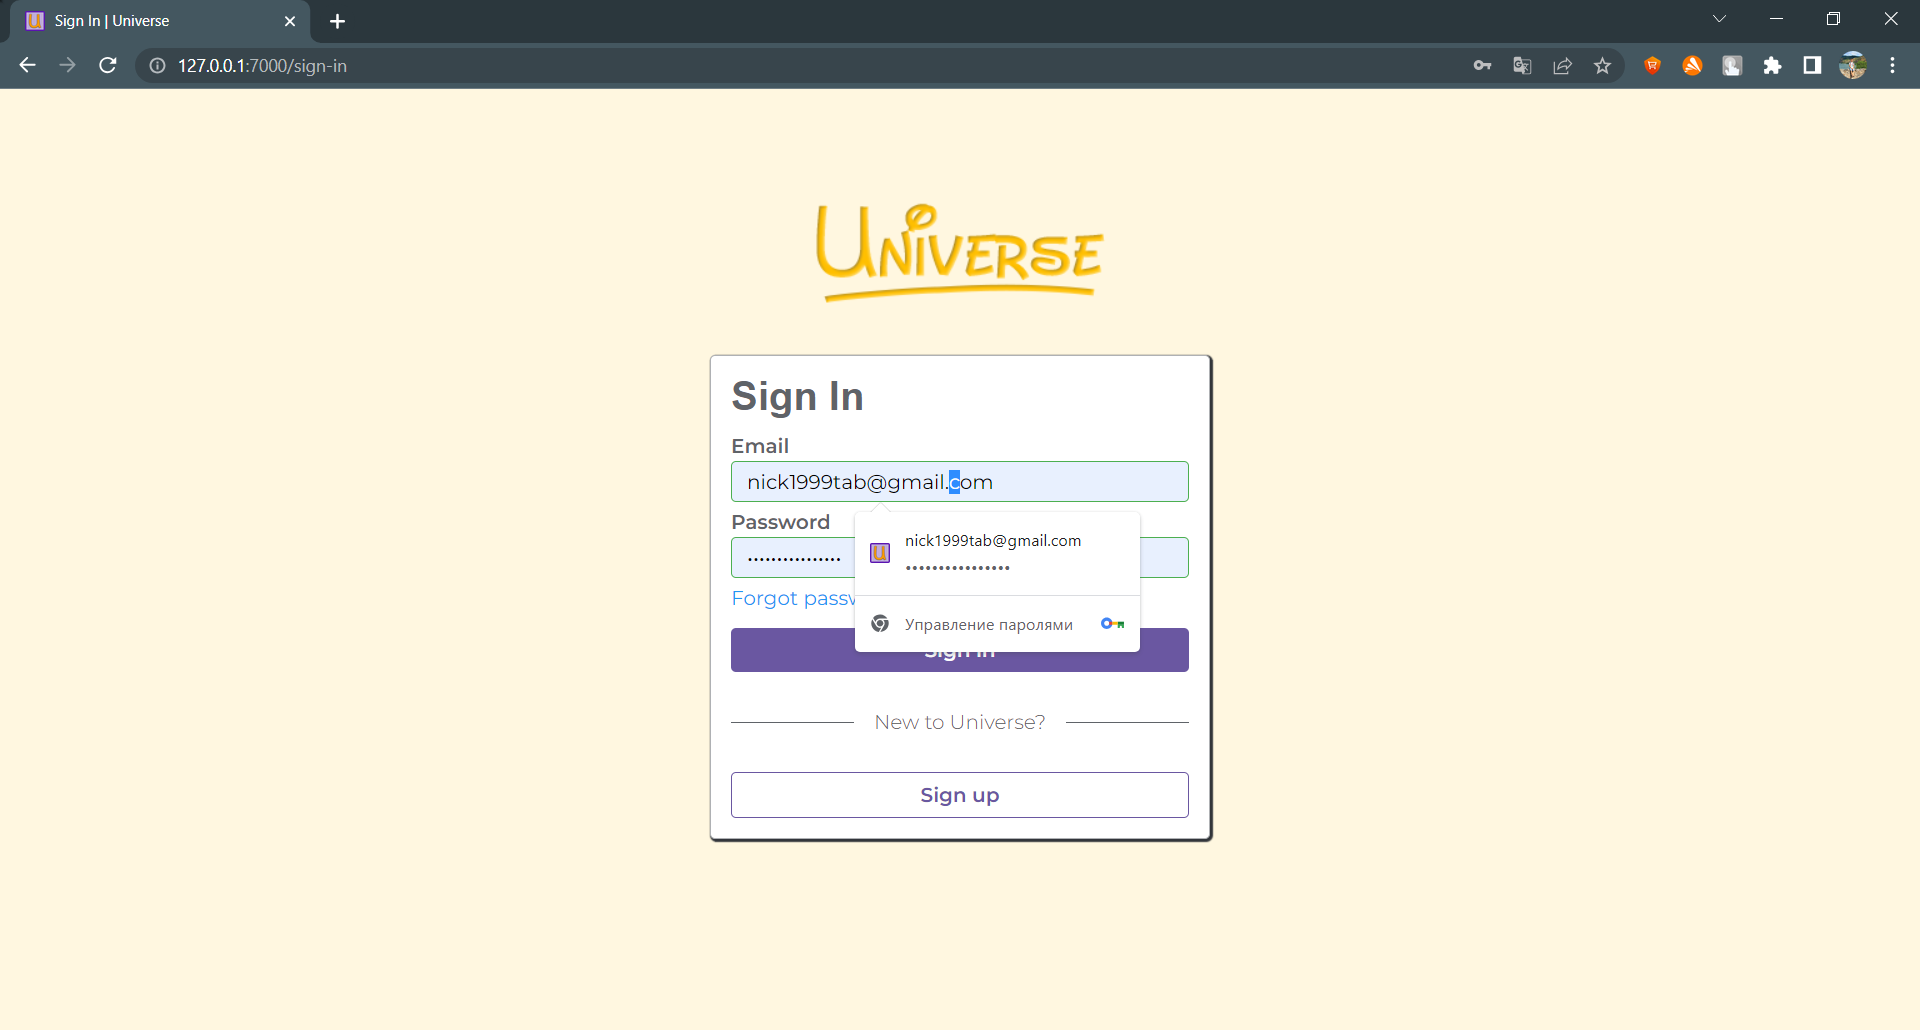 Sign In | Universe
127.0.0.1:7000/sign-in
UNIVERSE
Sign In
Email
nick1999tab@gmail.com
Password
nick1999tab@gmail.com
••••••••••••••••
••••••••••••••••
Forgot passw
Управление паролями
Sign In
New to Universe?
Sign up